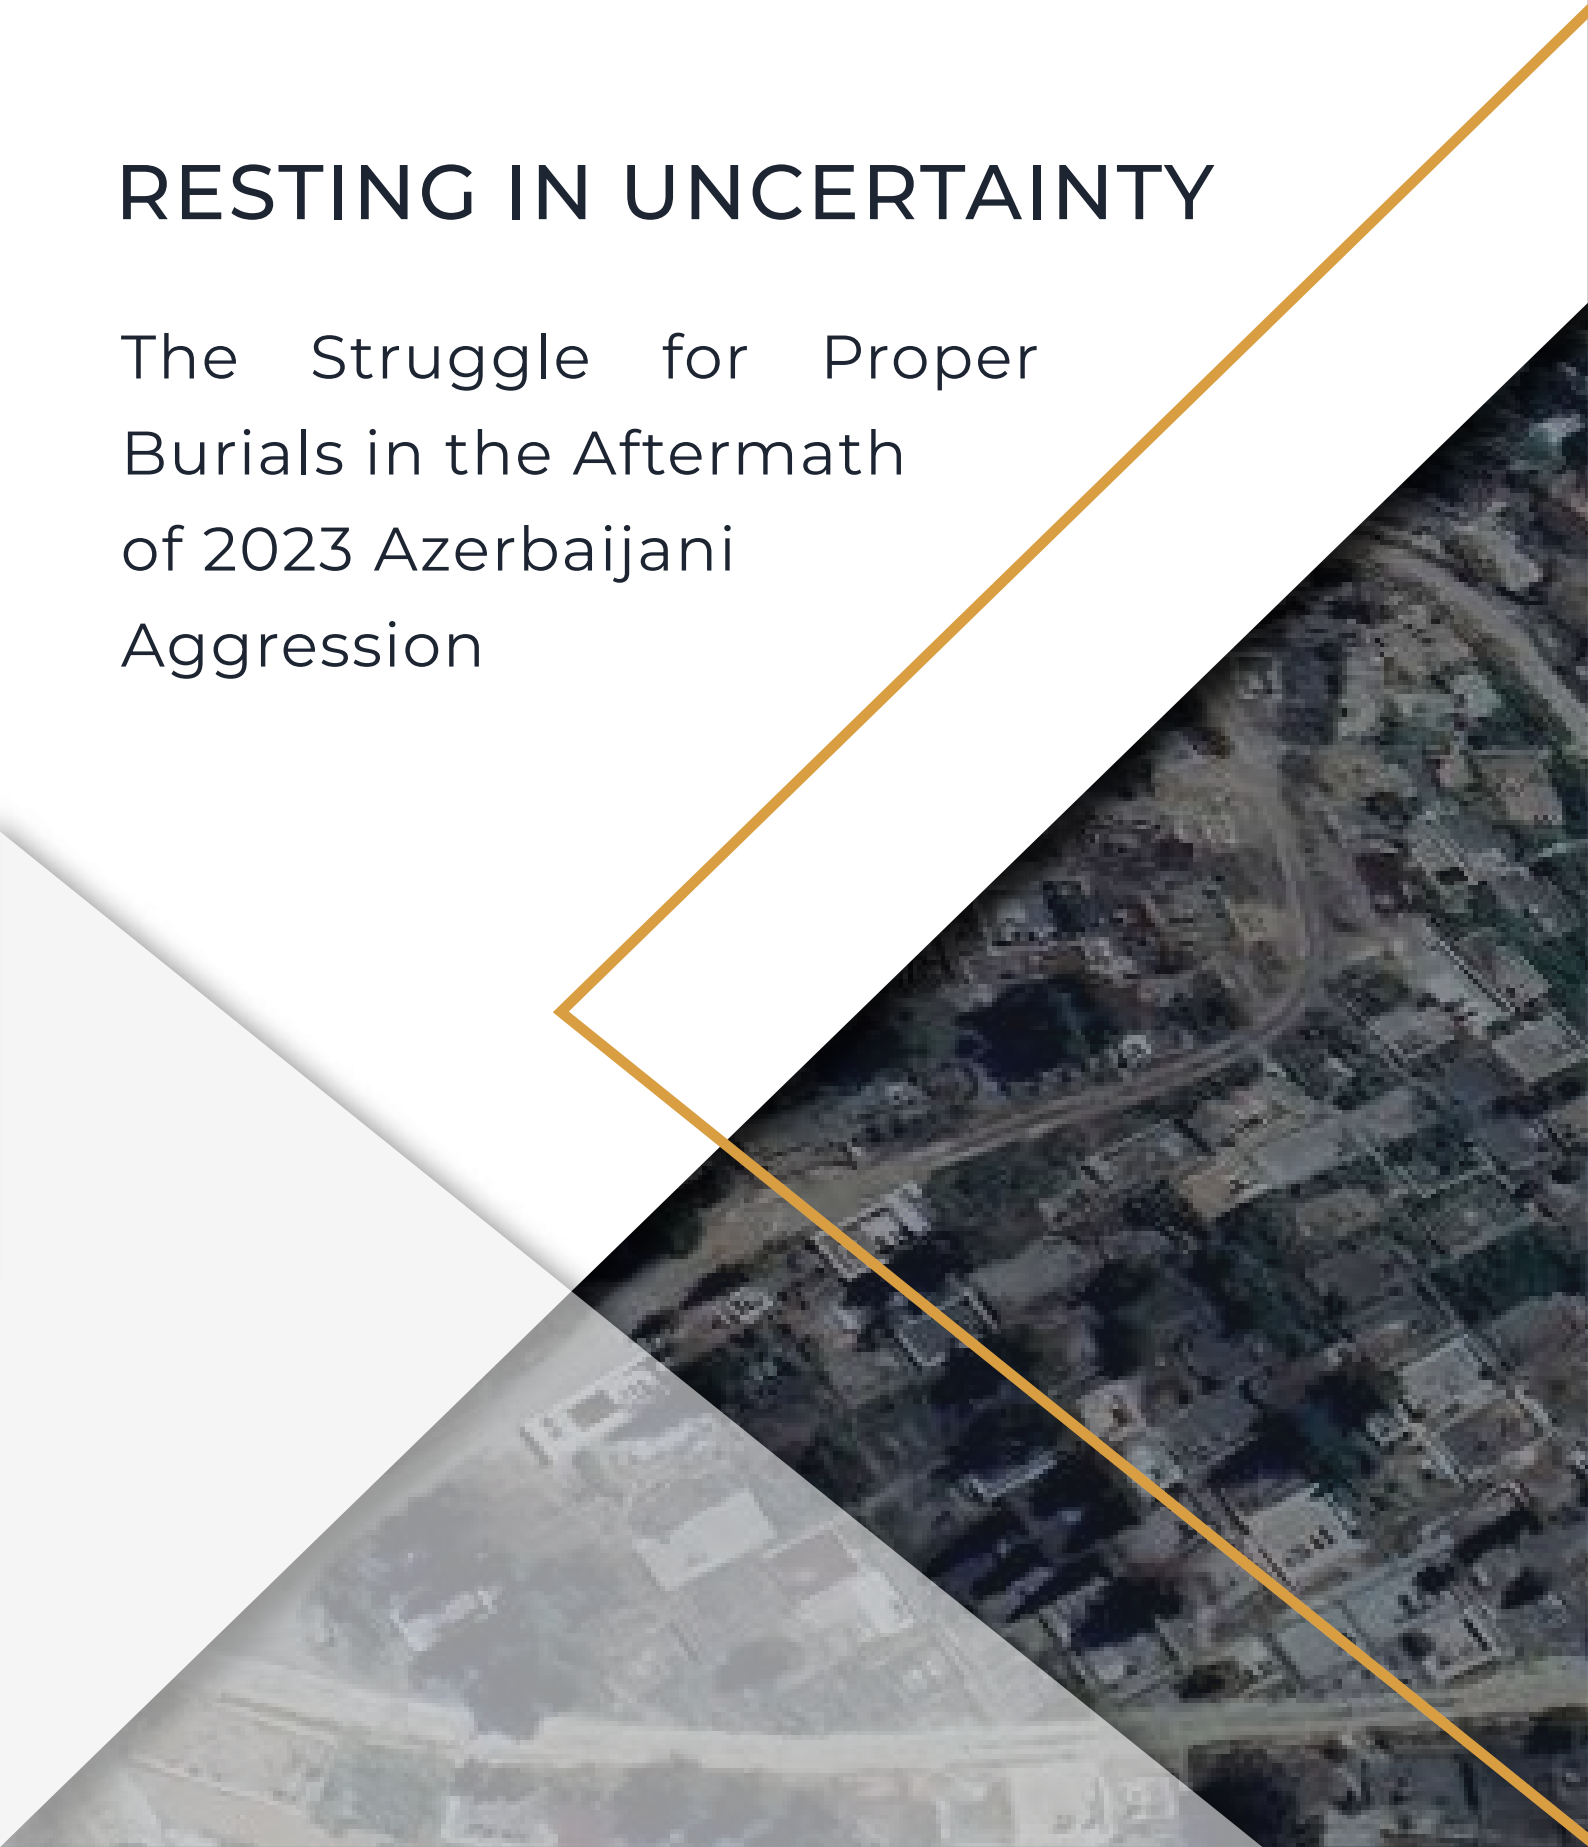 RESTING IN UNCERTAINTY
The Struggle for Proper
Burials in the Aftermath
of 2023 Azerbaijani
Aggression